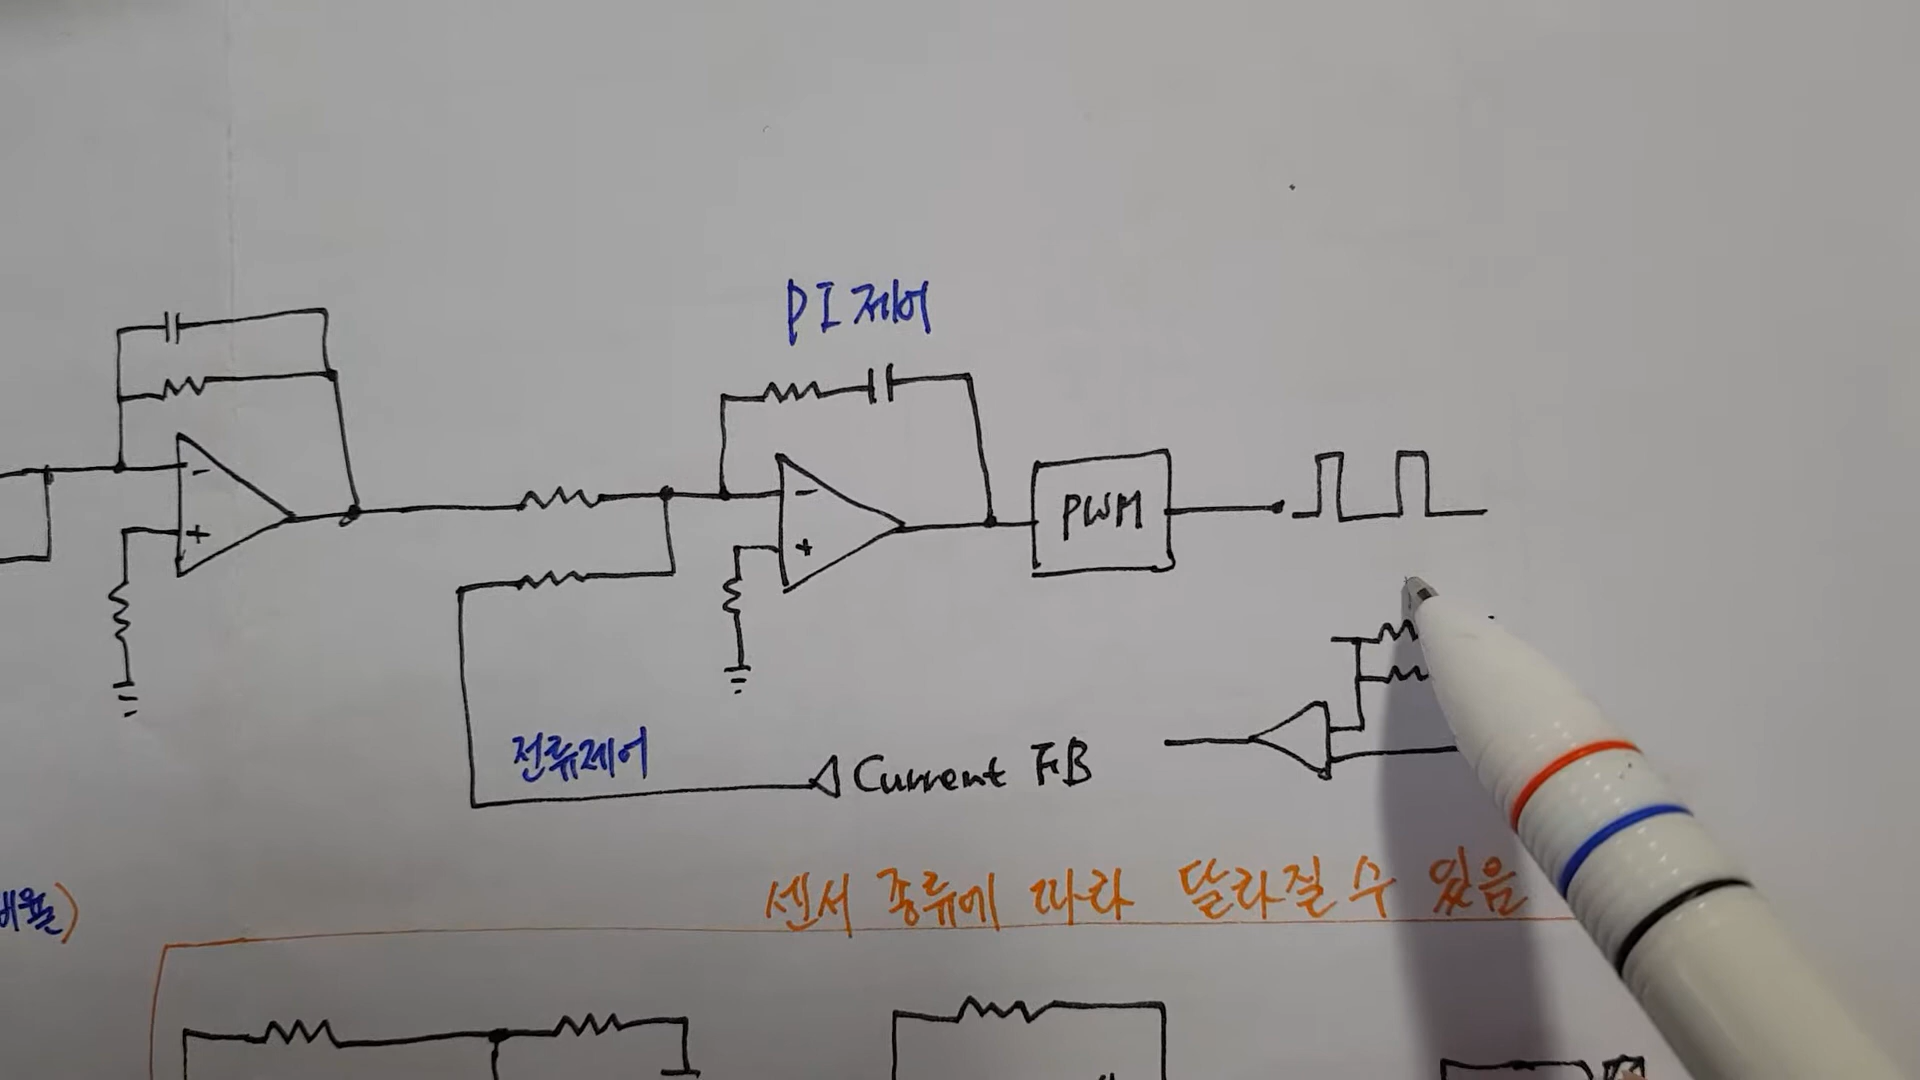 PI 제어
-
+
-
+
PWM
전류제어
Current FB
센서 종류에 따라 달라질 수 있음